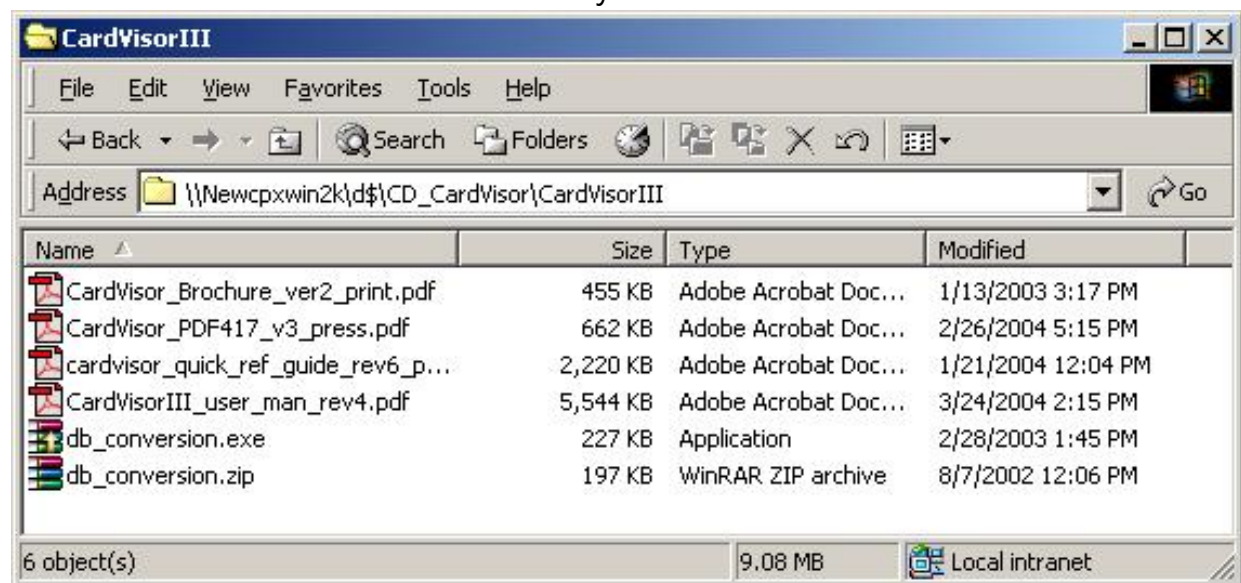 CardVisorIII
File Edit View Favorites Tools Help
Back Search Folders
Address \\Newcpxwin2k\d$\CD_CardVisor\CardVisorIII Go
Name Size Type Modified
CardVisor_Brochure_ver2_print.pdf 455 KB Adobe Acrobat Doc... 1/13/2003 3:17 PM
CardVisor_PDF417_v3_press.pdf 662 KB Adobe Acrobat Doc... 2/26/2004 5:15 PM
cardvisor_quick_ref_guide_rev6_p... 2,220 KB Adobe Acrobat Doc... 1/21/2004 12:04 PM
CardVisorIII_user_man_rev4.pdf 5,544 KB Adobe Acrobat Doc... 3/24/2004 2:15 PM
db_conversion.exe 227 KB Application 2/28/2003 1:45 PM
db_conversion.zip 197 KB WinRAR ZIP archive 8/7/2002 12:06 PM
6 object(s) 9.08 MB Local intranet